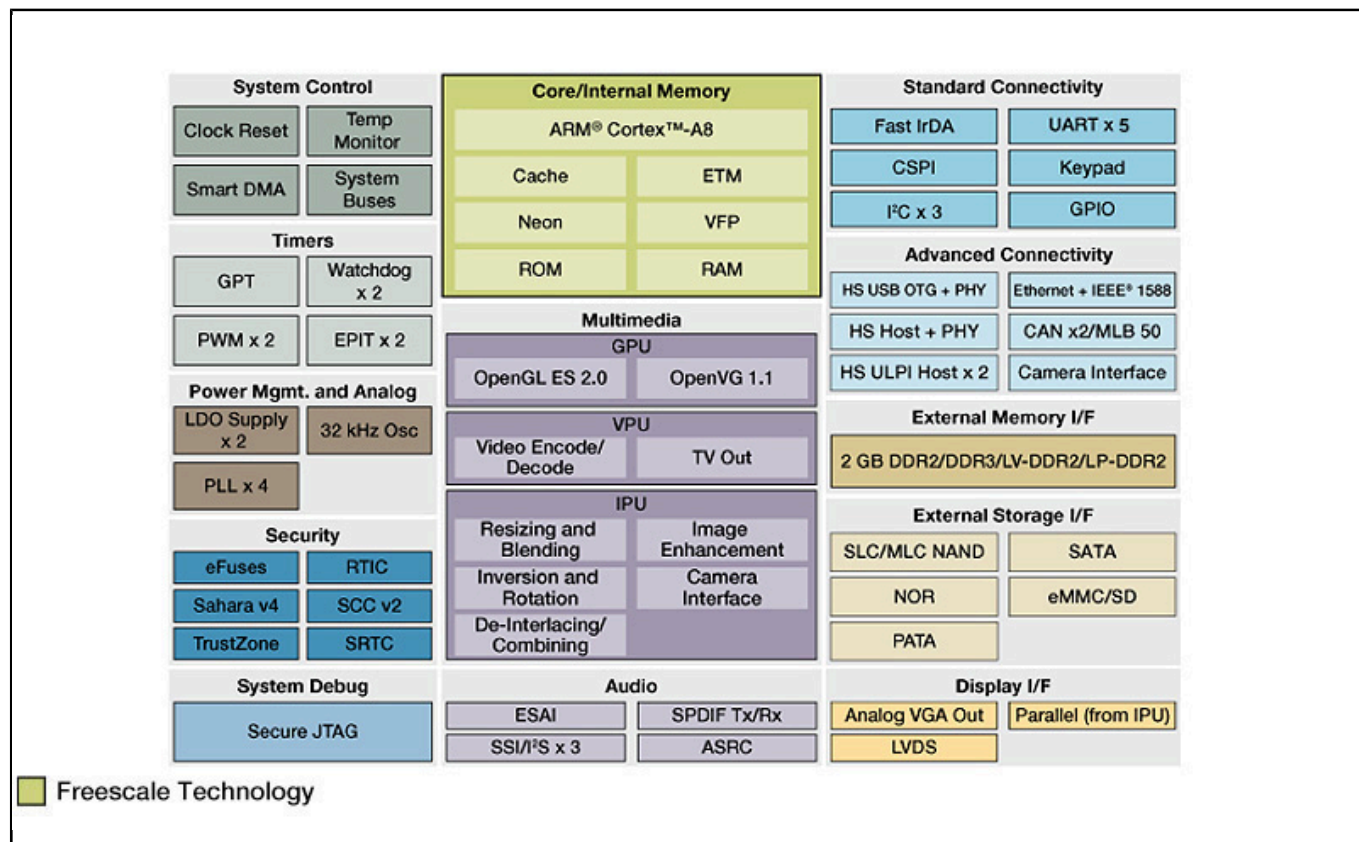 System Control
Clock Reset
Temp
Monitor
Smart DMA
System
Buses
Timers
GPT
Watchdog
x 2
PWM x 2
EPIT x 2
Power Mgmt. and Analog
LDO Supply
x 2
32 kHz Osc
PLL x 4
Security
eFuses
RTIC
Sahara v4
SCC v2
TrustZone
SRTC
System Debug
Secure JTAG
Core/Internal Memory
ARM® Cortex™-A8
Cache
ETM
Neon
VFP
ROM
RAM
Multimedia
GPU
OpenGL ES 2.0
OpenVG 1.1
VPU
Video Encode/
Decode
TV Out
IPU
Resizing and
Blending
Image
Enhancement
Inversion and
Rotation
Camera
Interface
De-Interlacing/
Combining
Audio
ESAI
SPDIF Tx/Rx
SSI/I²S x 3
ASRC
Standard Connectivity
Fast IrDA
UART x 5
CSPI
Keypad
I²C x 3
GPIO
Advanced Connectivity
HS USB OTG + PHY
Ethernet + IEEE® 1588
HS Host + PHY
CAN x2/MLB 50
HS ULPI Host x 2
Camera Interface
External Memory I/F
2 GB DDR2/DDR3/LV-DDR2/LP-DDR2
External Storage I/F
SLC/MLC NAND
SATA
NOR
eMMC/SD
PATA
Display I/F
Analog VGA Out
Parallel (from IPU)
LVDS
Freescale Technology